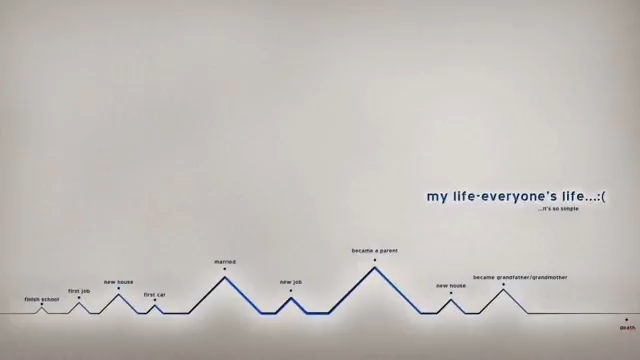 my life-everyone's life...:(
...it's so simple
finish school
first job
new house
first car
married
new job
became a parent
new house
became grandfather/grandmother
death